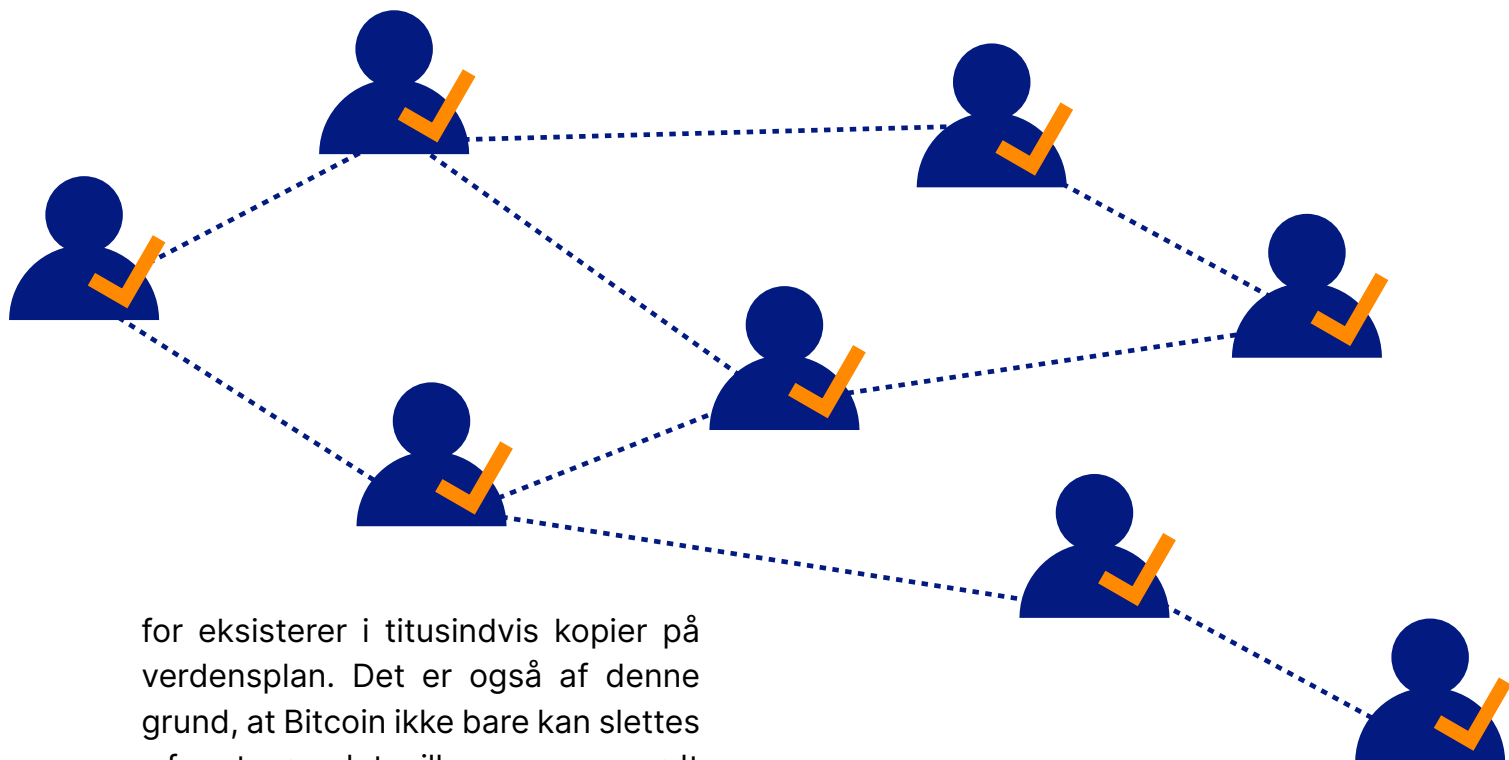 for eksisterer i titusindvis kopier på
verdensplan. Det er også af denne
grund, at Bitcoin ikke bare kan slettes